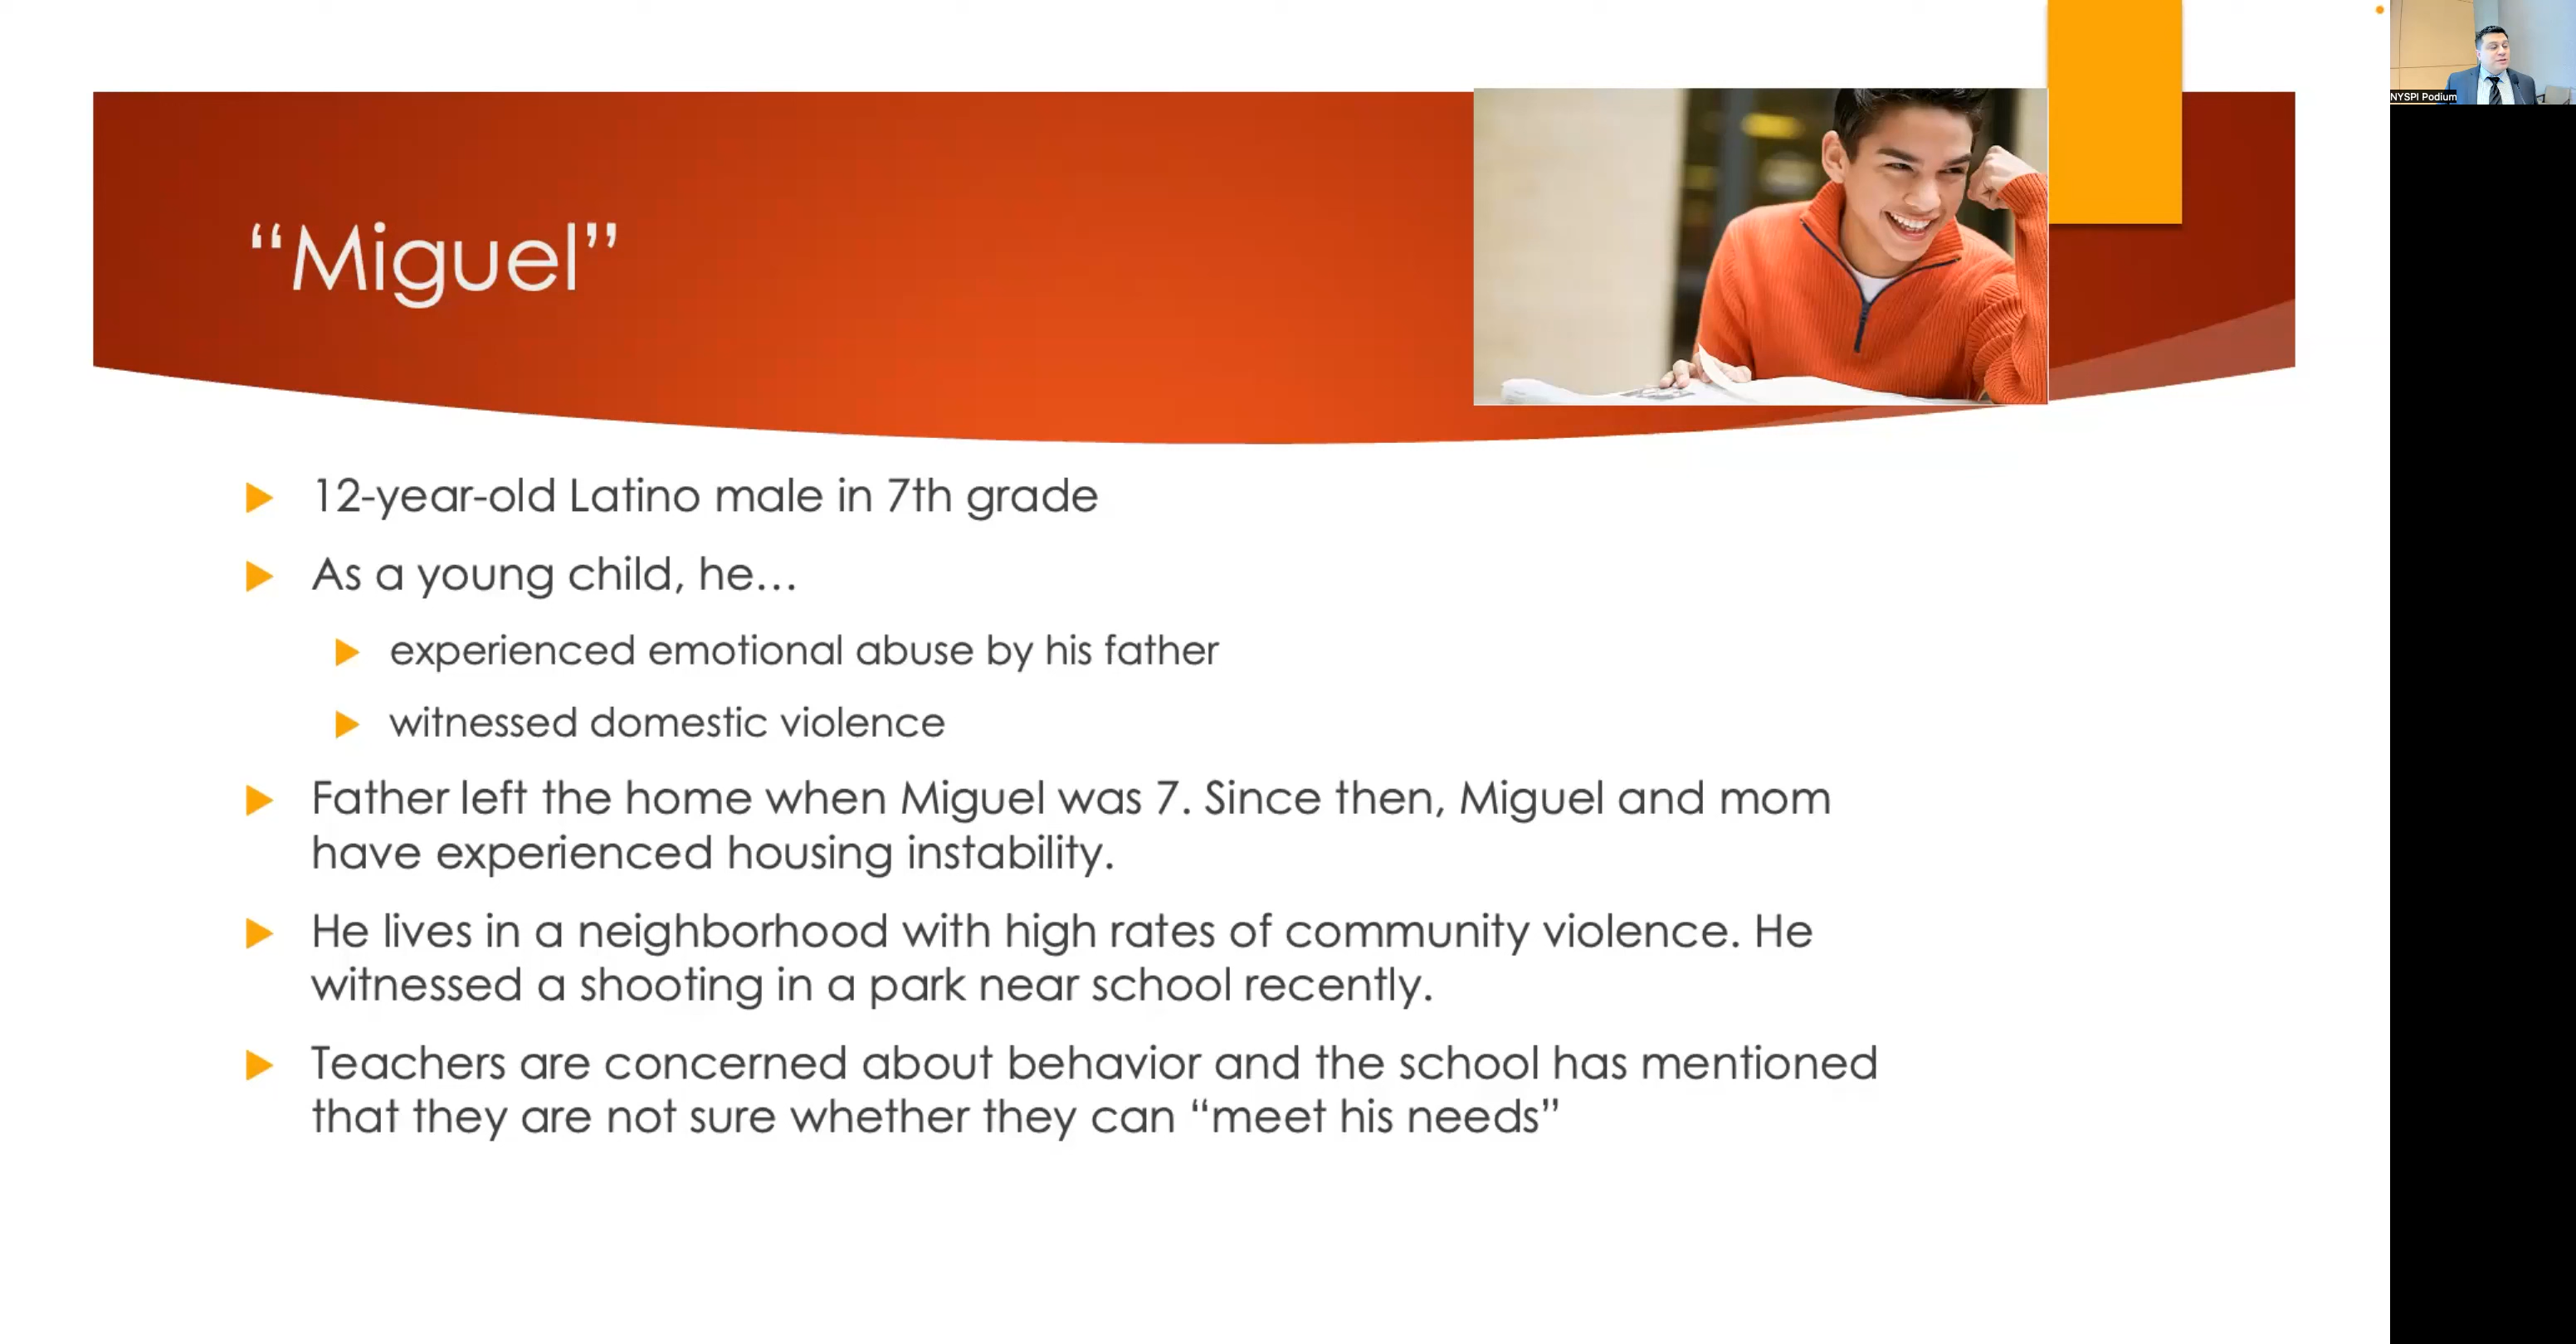 “Miguel”
12-year-old Latino male in 7th grade
As a young child, he…
experienced emotional abuse by his father
witnessed domestic violence
Father left the home when Miguel was 7. Since then, Miguel and mom
have experienced housing instability.
He lives in a neighborhood with high rates of community violence. He
witnessed a shooting in a park near school recently.
Teachers are concerned about behavior and the school has mentioned
that they are not sure whether they can “meet his needs”
NYSPI Podium